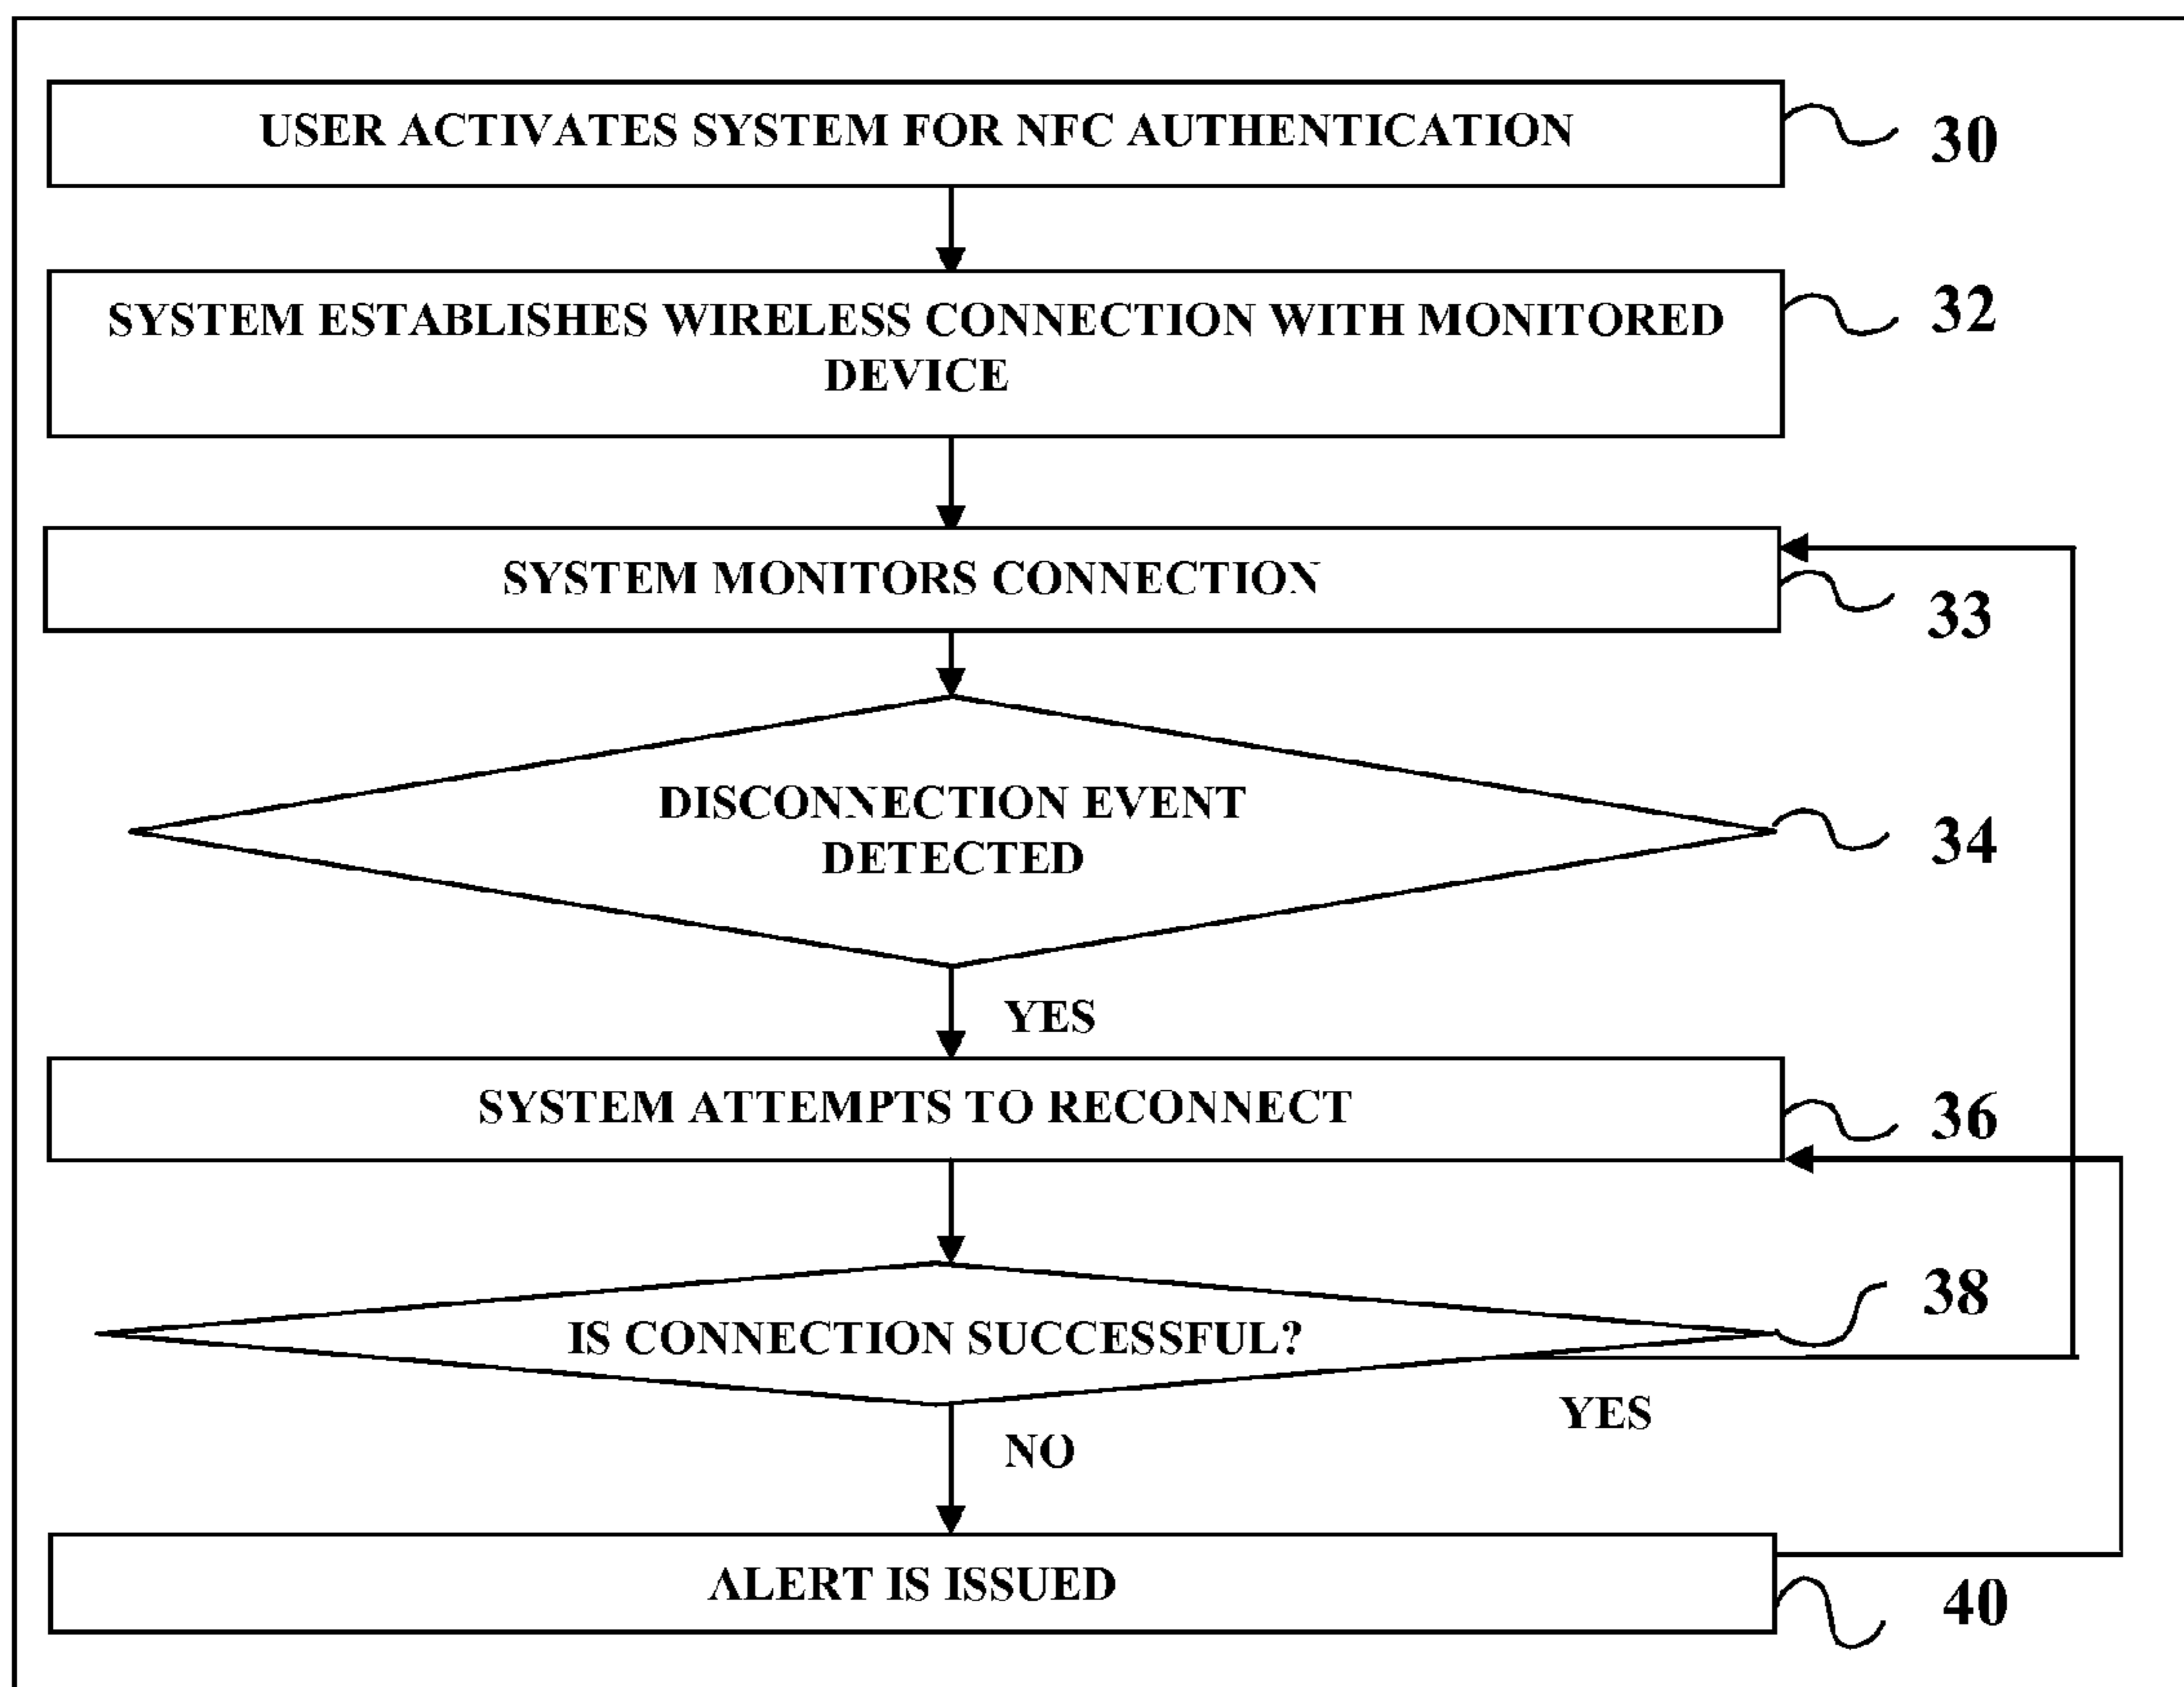 USER ACTIVATES SYSTEM FOR NFC AUTHENTICATION
30
SYSTEM ESTABLISHES WIRELESS CONNECTION WITH MONITORED
DEVICE
32
SYSTEM MONITORS CONNECTION
33
DISCONNECTION EVENT
DETECTED
34
YES
SYSTEM ATTEMPTS TO RECONNECT
36
IS CONNECTION SUCCESSFUL?
38
YES
NO
ALERT IS ISSUED
40